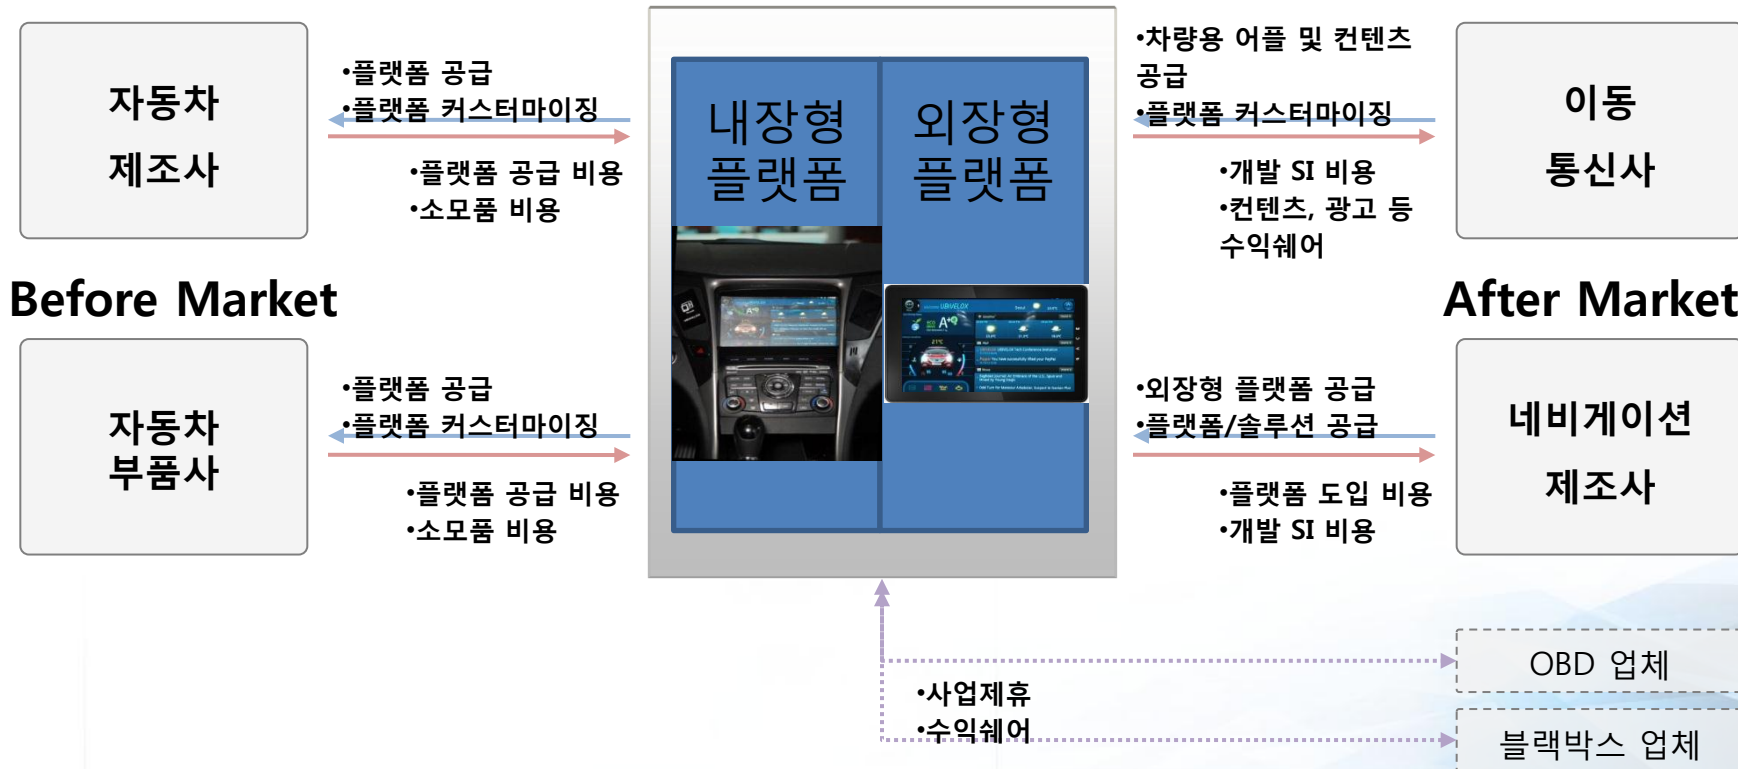 자동차
제조사
•플랫폼 공급
•플랫폼 커스터마이징
•플랫폼 공급 비용
•소모품 비용
Before Market
자동차
부품사
•플랫폼 공급
•플랫폼 커스터마이징
•플랫폼 공급 비용
•소모품 비용
내장형
플랫폼
외장형
플랫폼
UBIVELOX
A+
21℃
•차량용 어플 및 컨텐츠
공급
•플랫폼 커스터마이징
•개발 SI 비용
•컨텐츠, 광고 등
수익쉐어
이동
통신사
After Market
•외장형 플랫폼 공급
•플랫폼/솔루션 공급
•플랫폼 도입 비용
•개발 SI 비용
네비게이션
제조사
•사업제휴
•수익쉐어
OBD 업체
블랙박스 업체